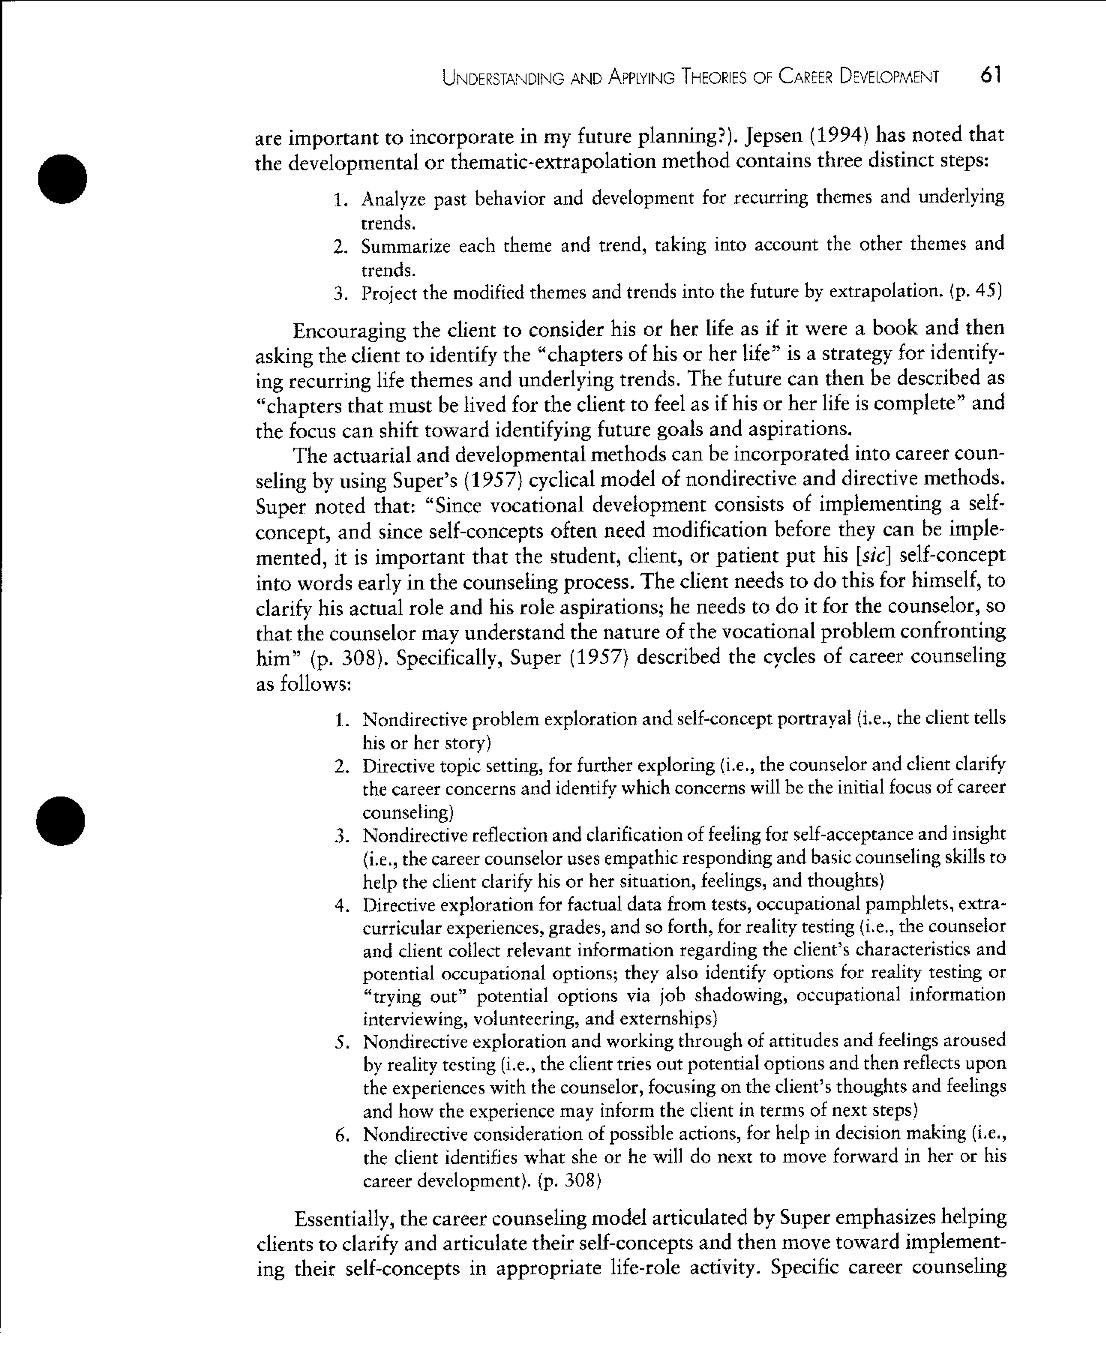 UNDERSTANDING AND APPLYING THEORIES OF CAREER DEVELOPMENT 61
are important to incorporate in my future planning?). Jepsen (1994) has noted that
the developmental or thematic-extrapolation method contains three distinct steps:
1. Analyze past behavior and development for recurring themes and underlying
trends.
2. Summarize each theme and trend, taking into account the other themes and
trends.
3. Project the modified themes and trends into the future by extrapolation. (p. 45)
Encouraging the client to consider his or her life as if it were a book and then
asking the client to identify the “chapters of his or her life” is a strategy for identify-
ing recurring life themes and underlying trends. The future can then be described as
“chapters that must be lived for the client to feel as if his or her life is complete” and
the focus can shift toward identifying future goals and aspirations.
The actuarial and developmental methods can be incorporated into career coun-
seling by using Super’s (1957) cyclical model of nondirective and directive methods.
Super noted that: “Since vocational development consists of implementing a self-
concept, and since self-concepts often need modification before they can be imple-
mented, it is important that the student, client, or patient put his [sic] self-concept
into words early in the counseling process. The client needs to do this for himself, to
clarify his actual role and his role aspirations; he needs to do it for the counselor, so
that the counselor may understand the nature of the vocational problem confronting
him” (p. 308). Specifically, Super (1957) described the cycles of career counseling
as follows:
1. Nondirective problem exploration and self-concept portrayal (i.e., the client tells
his or her story)
2. Directive topic setting, for further exploring (i.e., the counselor and client clarify
the career concerns and identify which concerns will be the initial focus of career
counseling)
3. Nondirective reflection and clarification of feeling for self-acceptance and insight
(i.e., the career counselor uses empathic responding and basic counseling skills to
help the client clarify his or her situation, feelings, and thoughts)
4. Directive exploration for factual data from tests, occupational pamphlets, extra-
curricular experiences, grades, and so forth, for reality testing (i.e., the counselor
and client collect relevant information regarding the client’s characteristics and
potential occupational options; they also identify options for reality testing or
“trying out” potential options via job shadowing, occupational information
interviewing, volunteering, and externships)
5. Nondirective exploration and working through of attitudes and feelings aroused
by reality testing (i.e., the client tries out potential options and then reflects upon
the experiences with the counselor, focusing on the client’s thoughts and feelings
and how the experience may inform the client in terms of next steps)
6. Nondirective consideration of possible actions, for help in decision making (i.e.,
the client identifies what she or he will do next to move forward in her or his
career development). (p. 308)
Essentially, the career counseling model articulated by Super emphasizes helping
clients to clarify and articulate their self-concepts and then move toward implement-
ing their self-concepts in appropriate life-role activity. Specific career counseling